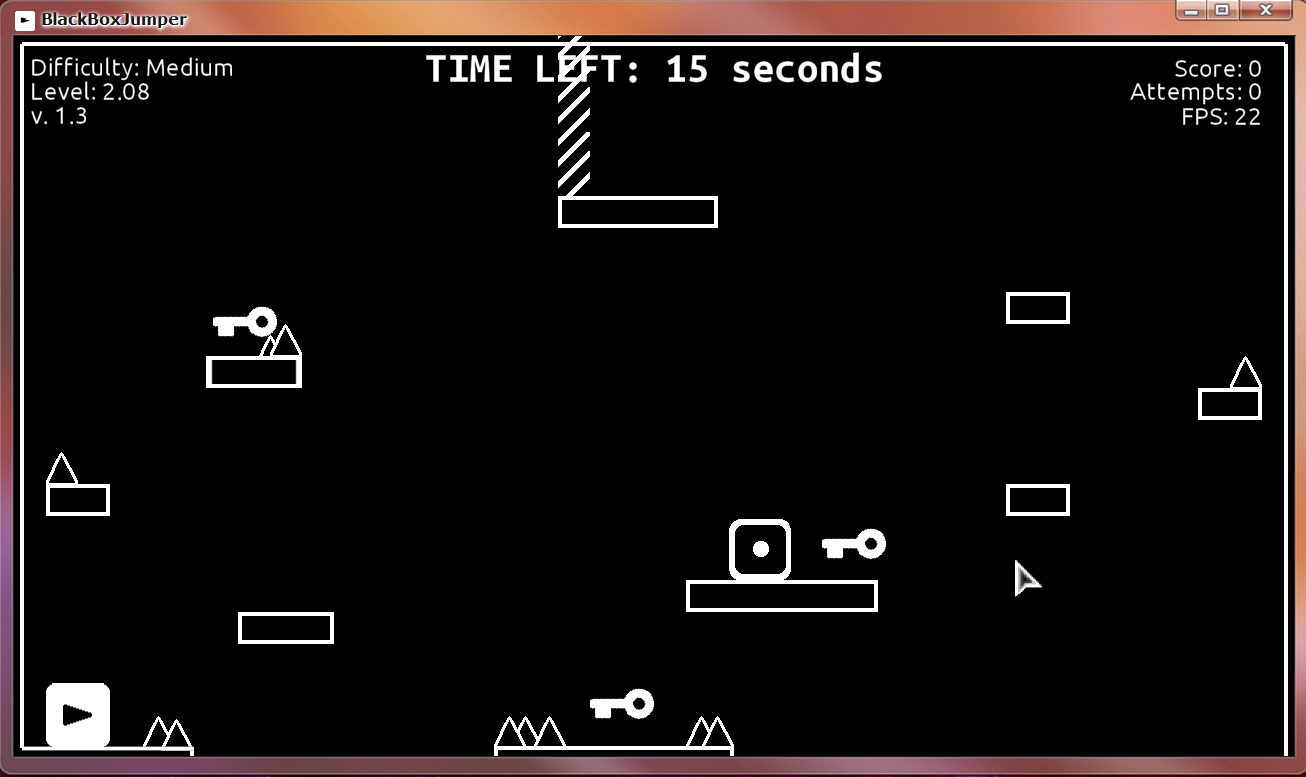 BlackBoxJumper
Difficulty: Medium
Level: 2.08
v. 1.3
TIME LEFT: 15 seconds
Score: 0
Attempts: 0
FPS: 22